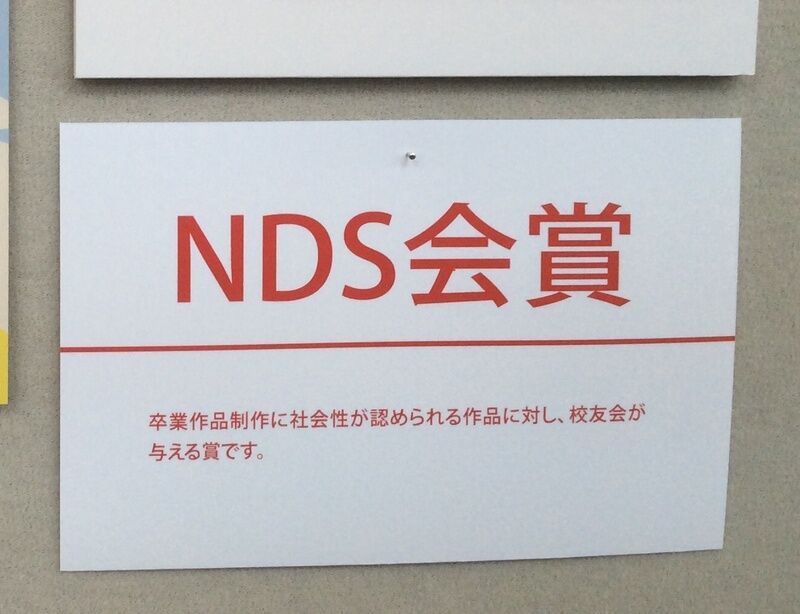 NDS会賞
卒業作品制作に社会性が認められる作品に対し、校友会が
与える賞です。